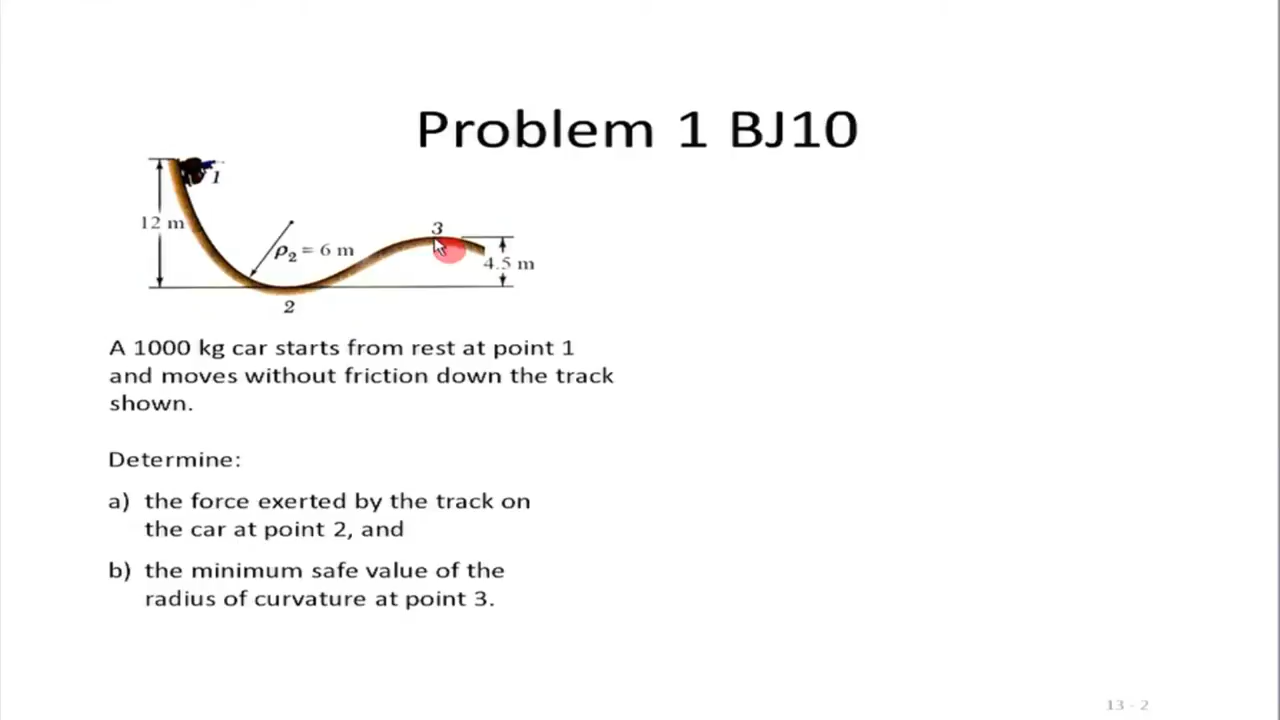 Problem 1 BJ10
1
12 m
3
ρ2 = 6 m
4.5 m
2
A 1000 kg car starts from rest at point 1
and moves without friction down the track
shown.
Determine:
a) the force exerted by the track on
the car at point 2, and
b) the minimum safe value of the
radius of curvature at point 3.
13 - 2